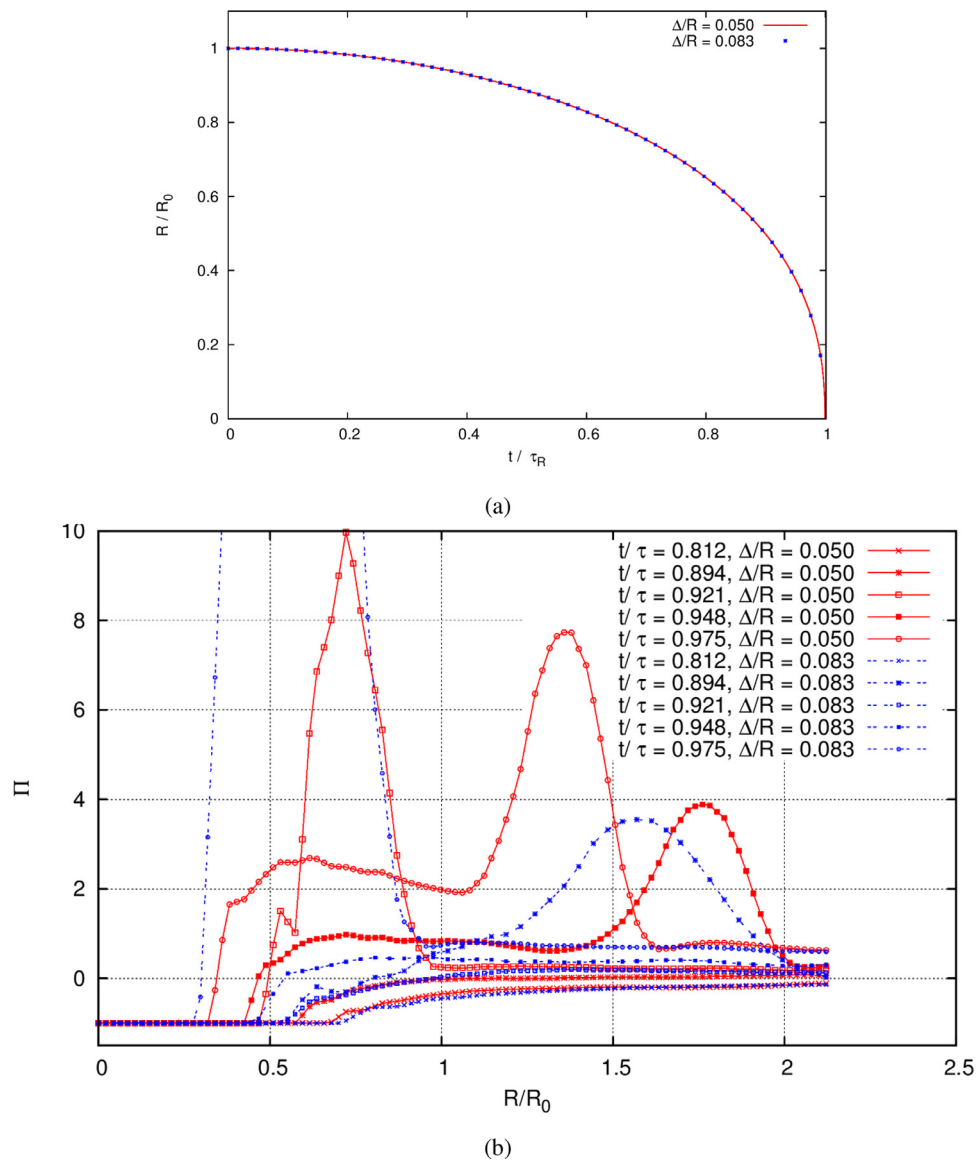 Δ/R = 0.050
Δ/R = 0.083
1
0.8
0.6
0.4
0.2
0
R / R0
0 0.2 0.4 0.6 0.8 1
t / τR
(a)
10
8
6
4
2
0
Π
t/ τ = 0.812, Δ/R = 0.050
t/ τ = 0.894, Δ/R = 0.050
t/ τ = 0.921, Δ/R = 0.050
t/ τ = 0.948, Δ/R = 0.050
t/ τ = 0.975, Δ/R = 0.050
t/ τ = 0.812, Δ/R = 0.083
t/ τ = 0.894, Δ/R = 0.083
t/ τ = 0.921, Δ/R = 0.083
t/ τ = 0.948, Δ/R = 0.083
t/ τ = 0.975, Δ/R = 0.083
0 0.5 1 1.5 2 2.5
R/R0
(b)